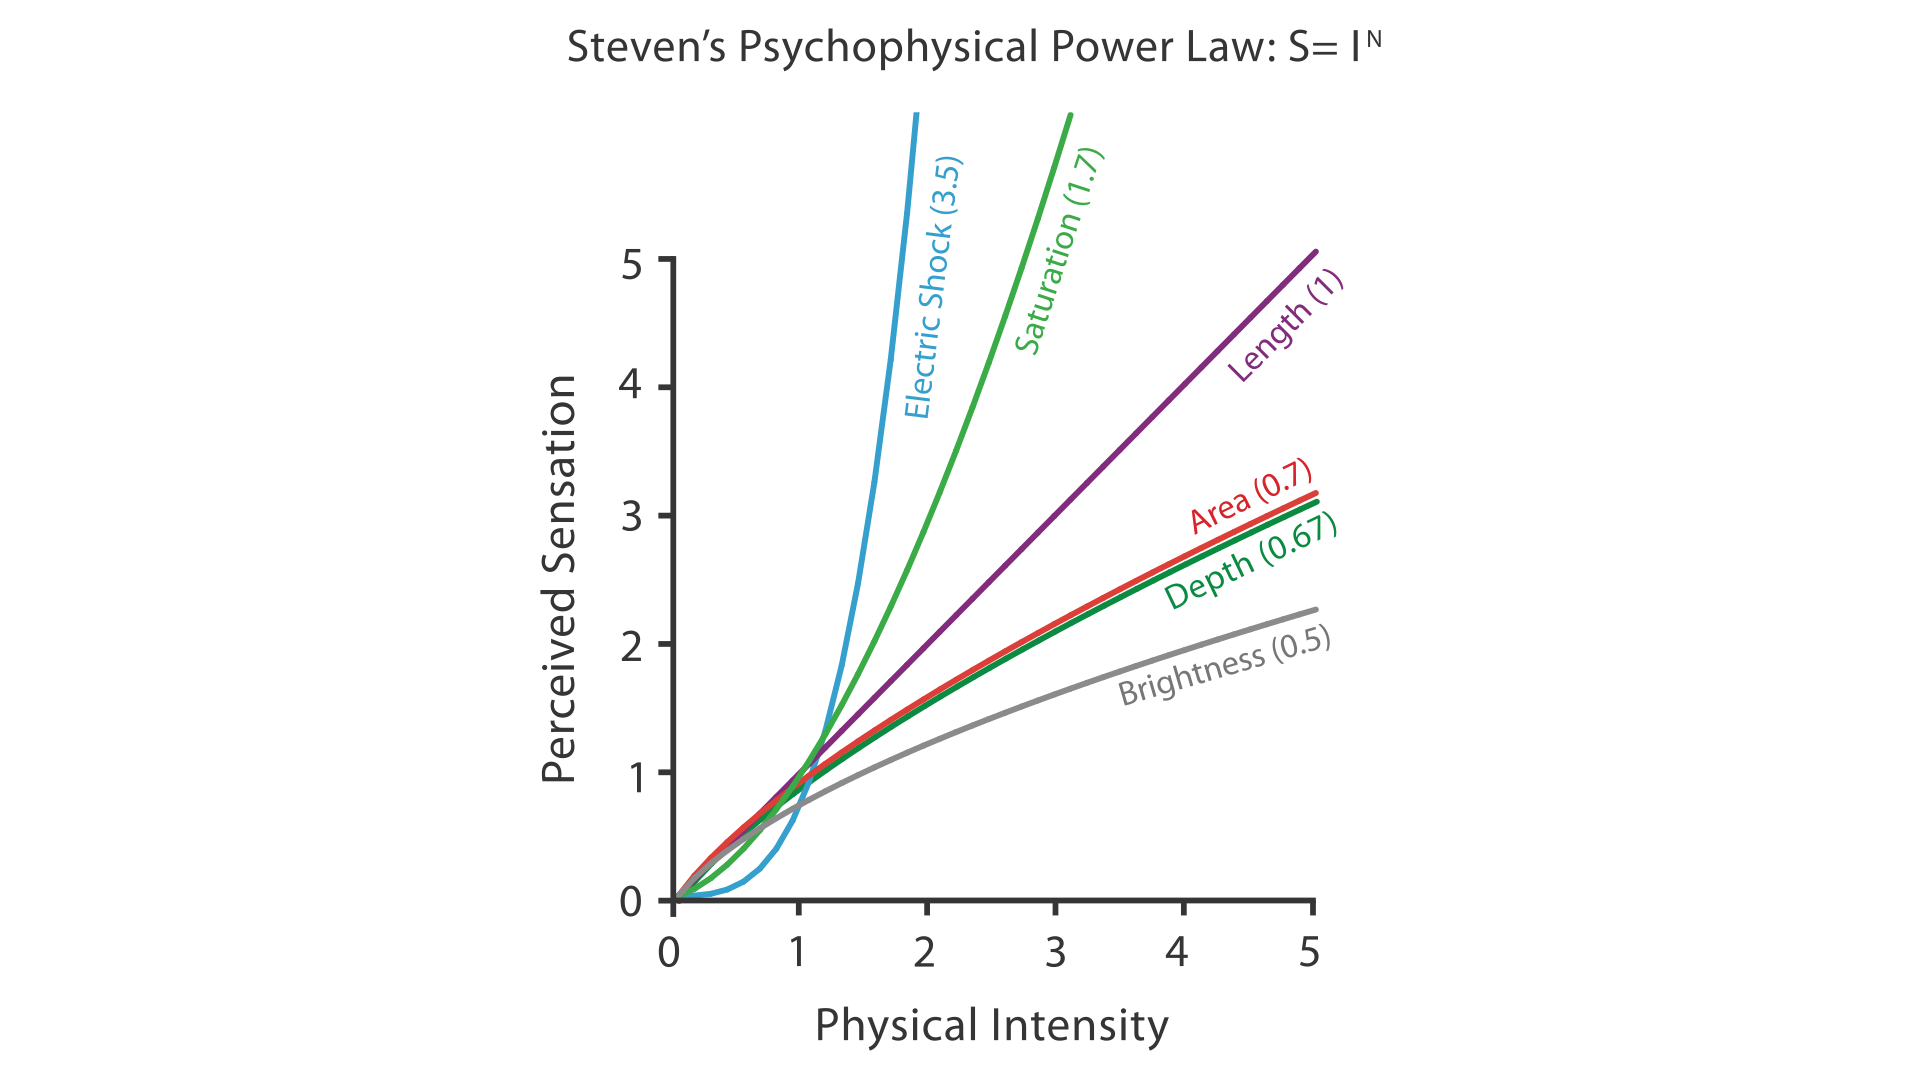 Steven’s Psychophysical Power Law: S= I N
Electric Shock (3.5)
Saturation (1.7)
Length (1)
Area (0.7)
Depth (0.67)
Brightness (0.5)
Perceived Sensation
5
4
3
2
1
0
0 1 2 3 4 5
Physical Intensity